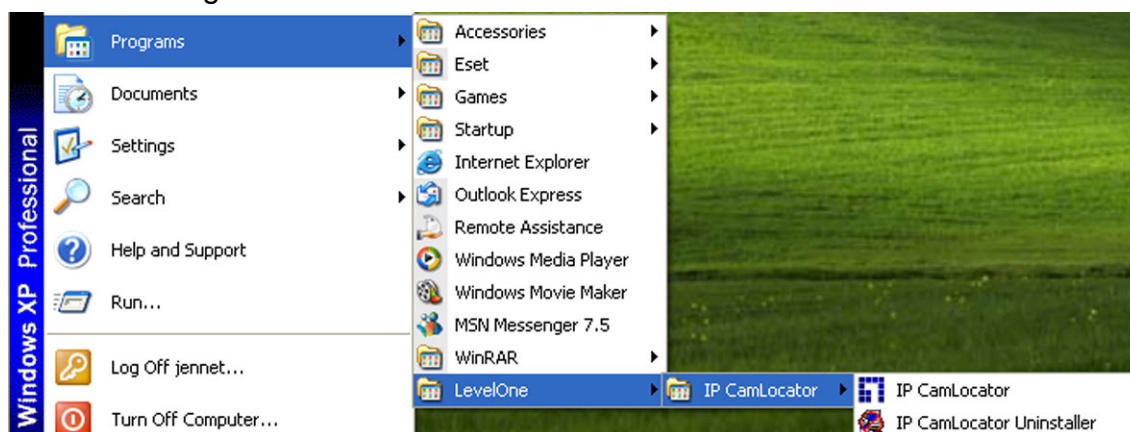 Windows XP Professional
Programs
Documents
Settings
Search
Help and Support
Run...
Log Off jennet...
Turn Off Computer...
Accessories
Eset
Games
Startup
Internet Explorer
Outlook Express
Remote Assistance
Windows Media Player
Windows Movie Maker
MSN Messenger 7.5
WinRAR
LevelOne
IP CamLocator
IP CamLocator
IP CamLocator Uninstaller